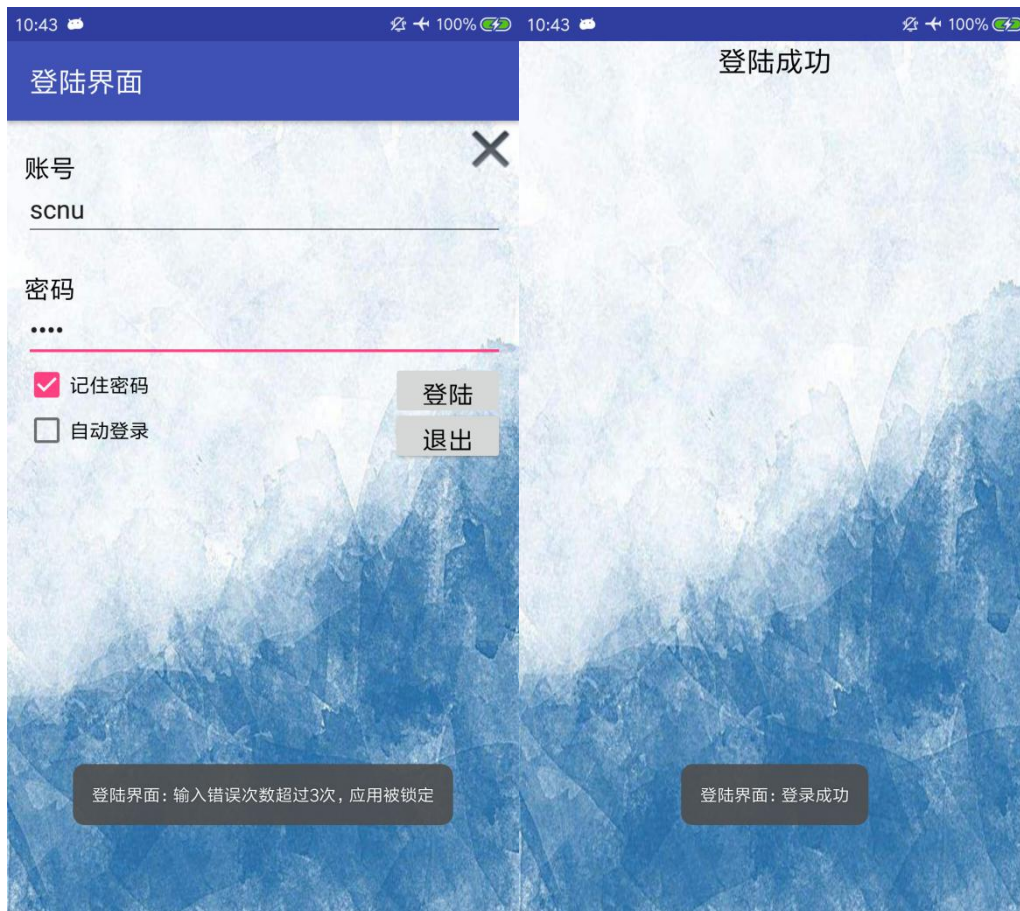 10:43
100%
登陆界面
账号
scnu
密码
••••
记住密码
登陆
自动登录
退出
登陆界面: 输入错误次数超过3次, 应用被锁定
10:43
100%
登陆成功
登陆界面: 登录成功